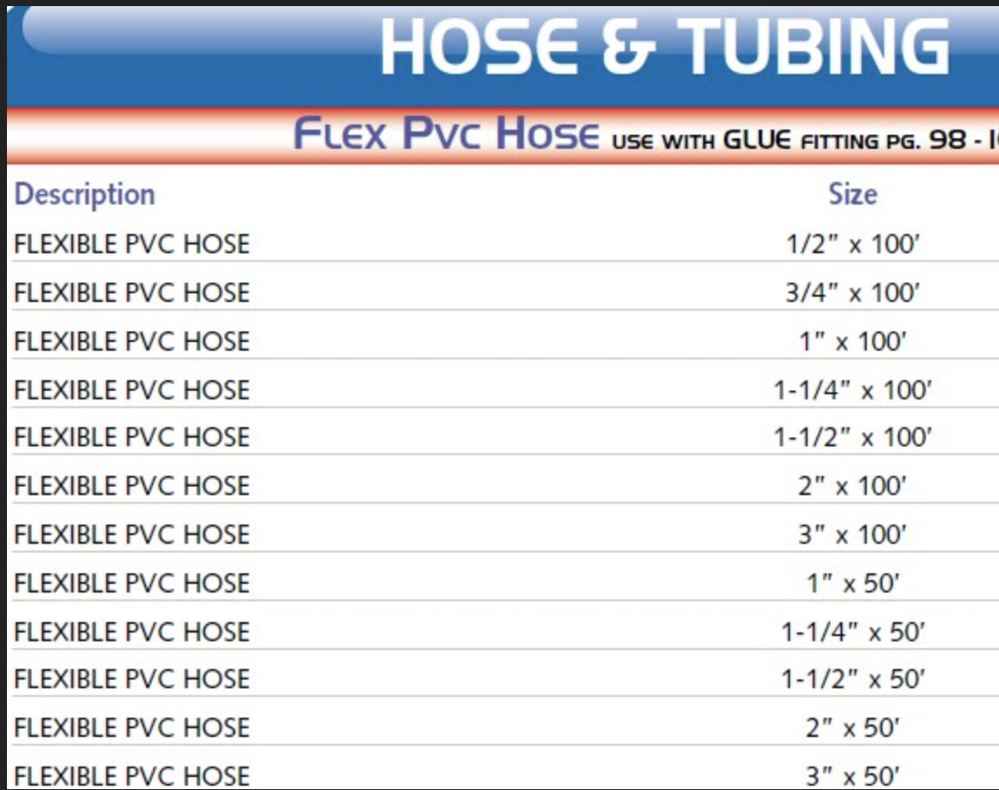 HOSE & TUBING
FLEX PVC HOSE USE WITH GLUE FITTING PG. 98 -
Description Size
FLEXIBLE PVC HOSE 1/2" x 100'
FLEXIBLE PVC HOSE 3/4" x 100'
FLEXIBLE PVC HOSE 1" x 100'
FLEXIBLE PVC HOSE 1-1/4" x 100'
FLEXIBLE PVC HOSE 1-1/2" x 100'
FLEXIBLE PVC HOSE 2" x 100'
FLEXIBLE PVC HOSE 3" x 100'
FLEXIBLE PVC HOSE 1" x 50'
FLEXIBLE PVC HOSE 1-1/4" x 50'
FLEXIBLE PVC HOSE 1-1/2" x 50'
FLEXIBLE PVC HOSE 2" x 50'
FLEXIBLE PVC HOSE 3" x 50'